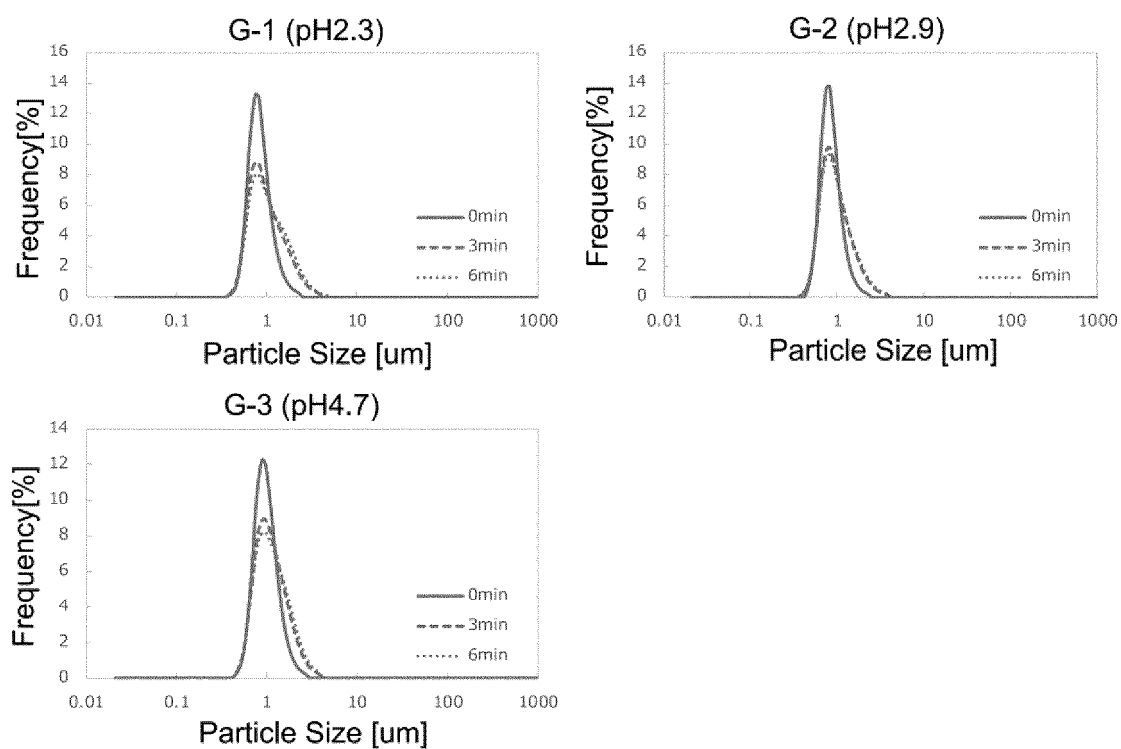 G-1 (pH2.3)
16
14
12
10
8
6
4
2
0
Frequency[%]
0min
3min
6min
0.01 0.1 1 10 100 1000
Particle Size [um]
G-2 (pH2.9)
16
14
12
10
8
6
4
2
0
Frequency[%]
0min
3min
6min
0.01 0.1 1 10 100 1000
Particle Size [um]
G-3 (pH4.7)
14
12
10
8
6
4
2
0
Frequency[%]
0min
3min
6min
0.01 0.1 1 10 100 1000
Particle Size [um]